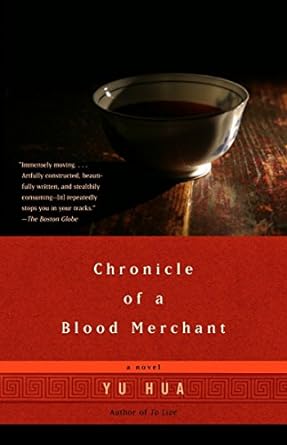 "Immensely moving. . . .
Artfully constructed, beauti-
fully written, and stealthily
consuming—[it] repeatedly
stops you in your tracks."
—The Boston Globe
Chronicle
of a
Blood Merchant
a novel
YU HUA
Author of To Live